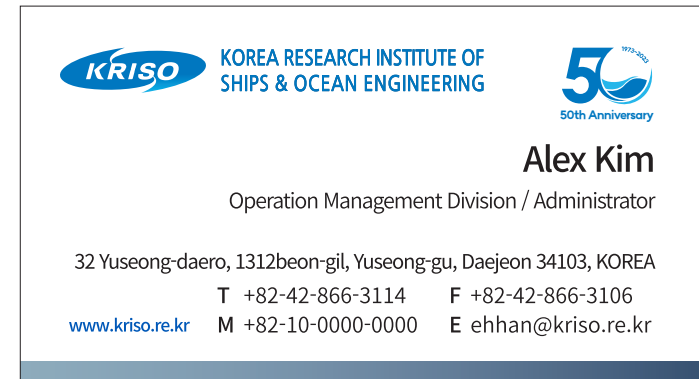 KRISO
KOREA RESEARCH INSTITUTE OF
SHIPS & OCEAN ENGINEERING
1973-2023
50
50th Anniversary
Alex Kim
Operation Management Division / Administrator
32 Yuseong-daero, 1312beon-gil, Yuseong-gu, Daejeon 34103, KOREA
T +82-42-866-3114 F +82-42-866-3106
www.kriso.re.kr M +82-10-0000-0000 E ehhan@kriso.re.kr